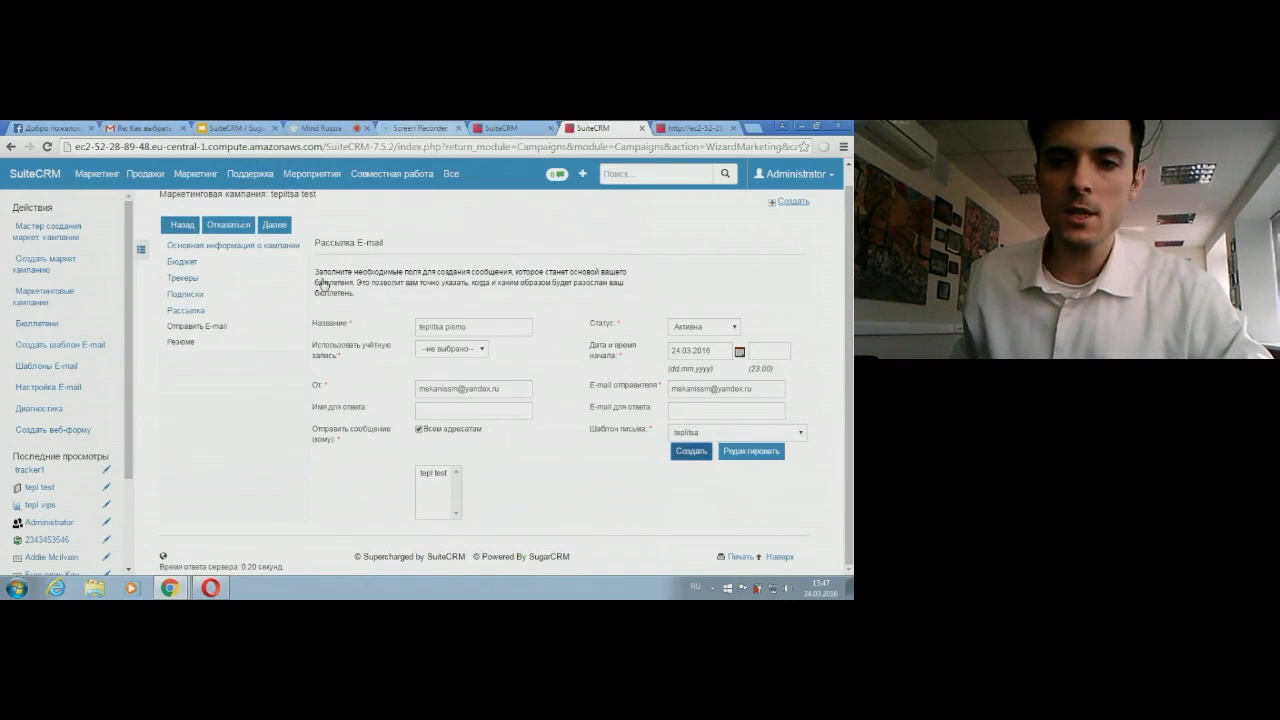 Добро пожалов
Re: Как выбрать
SuiteCRM / Suga
Mind Russia
Screen Recorder
SuiteCRM
SuiteCRM
http://ec2-52-28
ec2-52-28-89-48.eu-central-1.compute.amazonaws.com/SuiteCRM-7.5.2/index.php?return_module=Campaigns&module=Campaigns&action=WizardMarketing&ca
SuiteCRM Маркетинг Продажи Маркетинг Поддержка Мероприятия Совместная работа Все 0 Поиск... Administrator
Маркетинговая кампания: teplitsa test
Создать
Действия
Мастер создания
маркет. кампании
Создать маркет.
кампанию
Маркетинговые
кампании
Бюллетени
Создать шаблон E-mail
Шаблоны E-mail
Настройка E-mail
Диагностика
Создать веб-форму
Последние просмотры
tracker1
tepl test
tepl vips
Administrator
2343453546
Addie Mcilvain
Назад Отказаться Далее
Основная информация о кампании
Бюджет
Трекеры
Подписки
Рассылка
Отправить E-mail
Резюме
Рассылка E-mail
Заполните необходимые поля для создания сообщения, которое станет основой вашего
бюллетеня. Это позволит вам точно указать, когда и каким образом будет разослан ваш
бюллетень.
Название * teplitsa pismo Статус: * Активна
Использовать учётную
запись:* --не выбрано-- Дата и время
начала: * 24.03.2016
(dd.mm.yyyy) (23:00)
От: * mekanissm@yandex.ru E-mail отправителя * mekanissm@yandex.ru
Имя для ответа: E-mail для ответа:
Отправить сообщение
(кому): * Всем адресатам Шаблон письма: * teplitsa
Создать Редактировать
tepl test
© Supercharged by SuiteCRM © Powered By SugarCRM Печать Наверх
Время ответа сервера: 0.20 секунд.
RU 13:47
24.03.2016